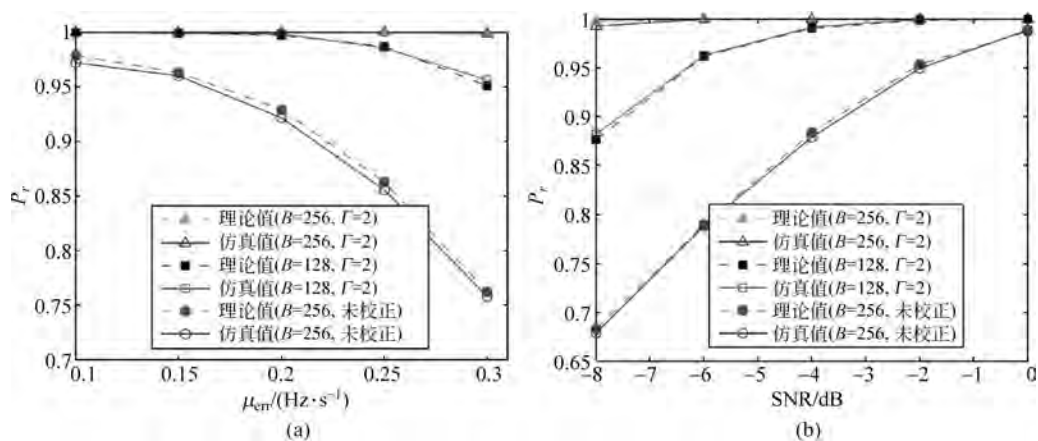 1
0.95
0.9
0.85
0.8
0.75
0.7
P_r
理论值(B=256, Γ=2)
仿真值(B=256, Γ=2)
理论值(B=128, Γ=2)
仿真值(B=128, Γ=2)
理论值(B=256, 未校正)
仿真值(B=256, 未校正)
0.1 0.15 0.2 0.25 0.3
μ_err/(Hz·s⁻¹)
(a)
1
0.95
0.9
0.85
0.8
0.75
0.7
0.65
P_r
理论值(B=256, Γ=2)
仿真值(B=256, Γ=2)
理论值(B=128, Γ=2)
仿真值(B=128, Γ=2)
理论值(B=256, 未校正)
仿真值(B=256, 未校正)
−8 −7 −6 −5 −4 −3 −2 −1 0
SNR/dB
(b)